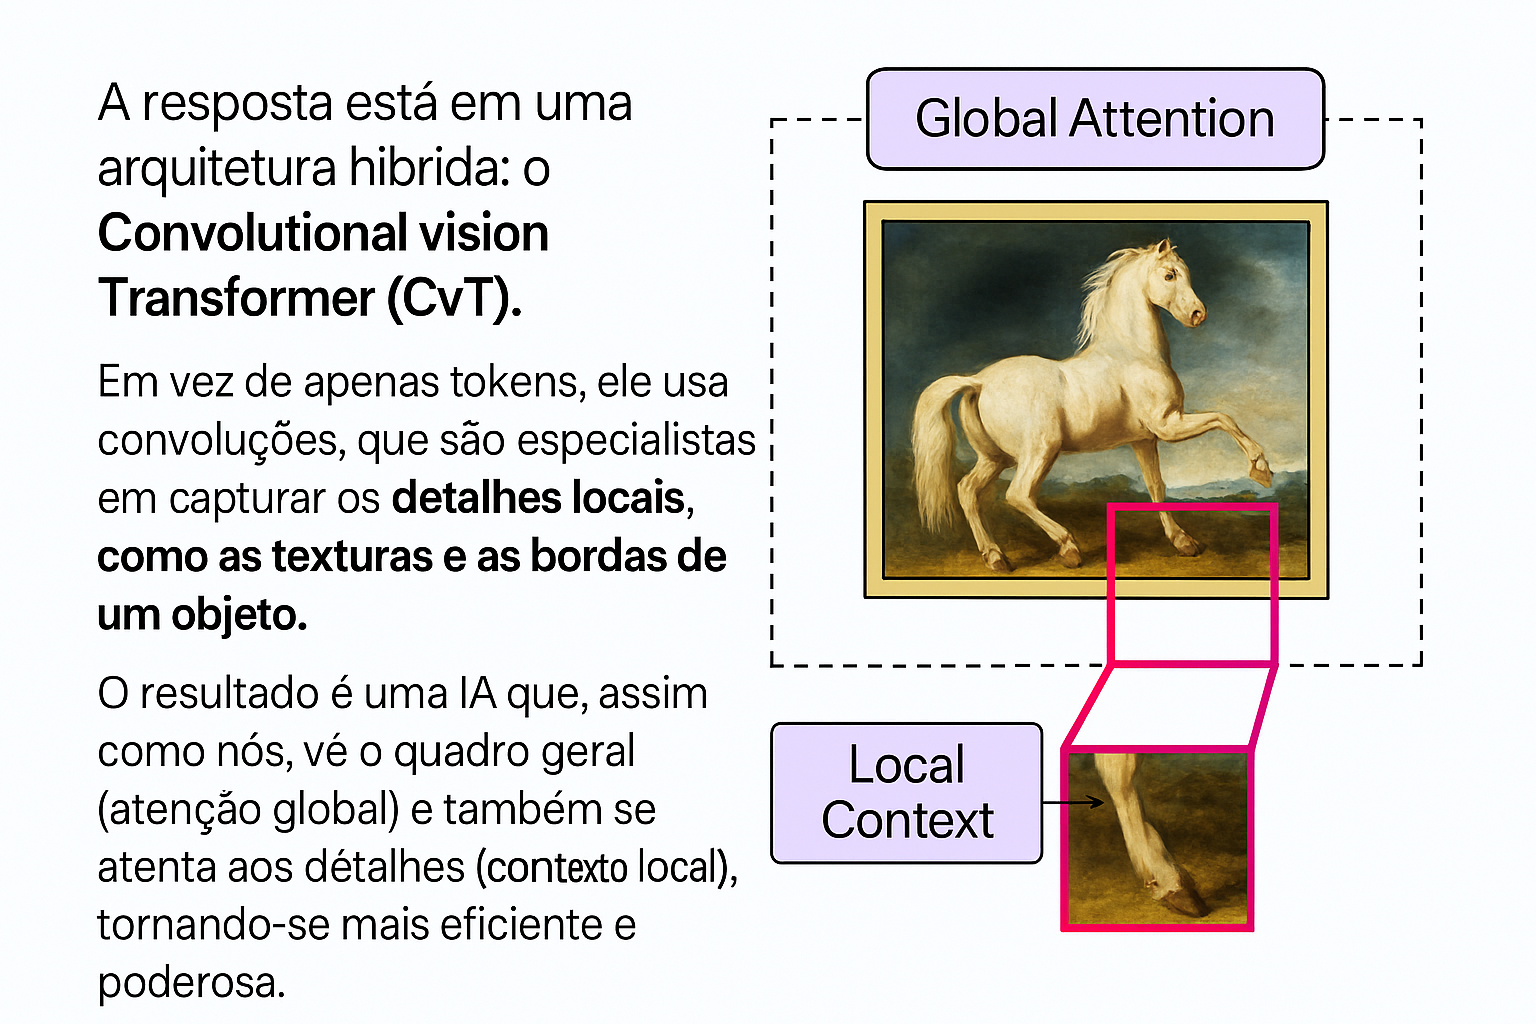 A resposta está em uma
arquitetura hibrida: o
Convolutional vision
Transformer (CvT).
Em vez de apenas tokens, ele usa
convoluções, que são especialistas
em capturar os detalhes locais,
como as texturas e as bordas de
um objeto.
O resultado é uma IA que, assim
como nós, vé o quadro geral
(atenção global) e também se
atenta aos détalhes (contexto local),
tornando-se mais eficiente e
poderosa.
Global Attention
Local
Context